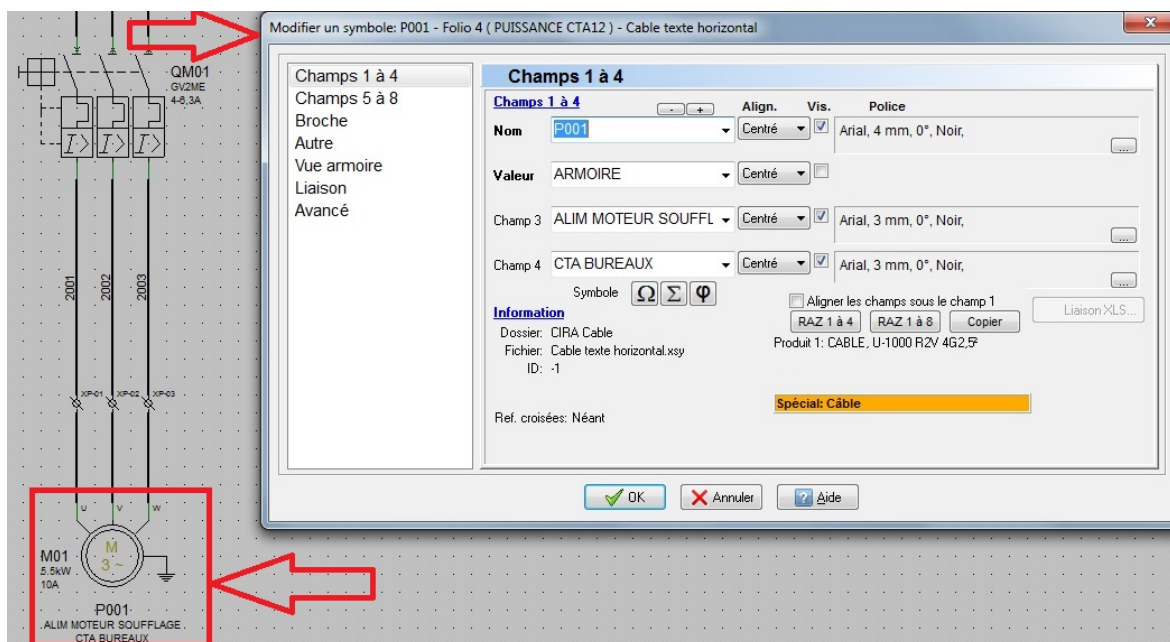 Modifier un symbole: P001 - Folio 4 ( PUISSANCE CTA12 ) - Cable texte horizontal
Champs 1 à 4
Champs 5 à 8
Broche
Autre
Vue armoire
Liaison
Avancé
Champs 1 à 4
Champs 1 à 4 - + Align. Vis. Police
Nom P001 Centré Arial, 4 mm, 0°, Noir, ...
Valeur ARMOIRE Centré
Champ 3 ALIM MOTEUR SOUFFL Centré Arial, 3 mm, 0°, Noir, ...
Champ 4 CTA BUREAUX Centré Arial, 3 mm, 0°, Noir, ...
Symbole Ω Σ φ
Aligner les champs sous le champ 1
RAZ 1 à 4 RAZ 1 à 8 Copier Liaison XLS...
Information
Dossier: CIRA Cable
Fichier: Cable texte horizontal.xsy
ID: -1
Produit 1: CABLE, U-1000 R2V 4G2,5²
Ref. croisées: Néant
Spécial: Câble
OK Annuler ? Aide
QM01
GV2ME
4-6,3A
I> I> I>
2001 2002 2003
XP-01 XP-02 XP-03
U V W
M01
5.5kW
10A
M
3 ~
P001
ALIM MOTEUR SOUFFLAGE
CTA BUREAUX